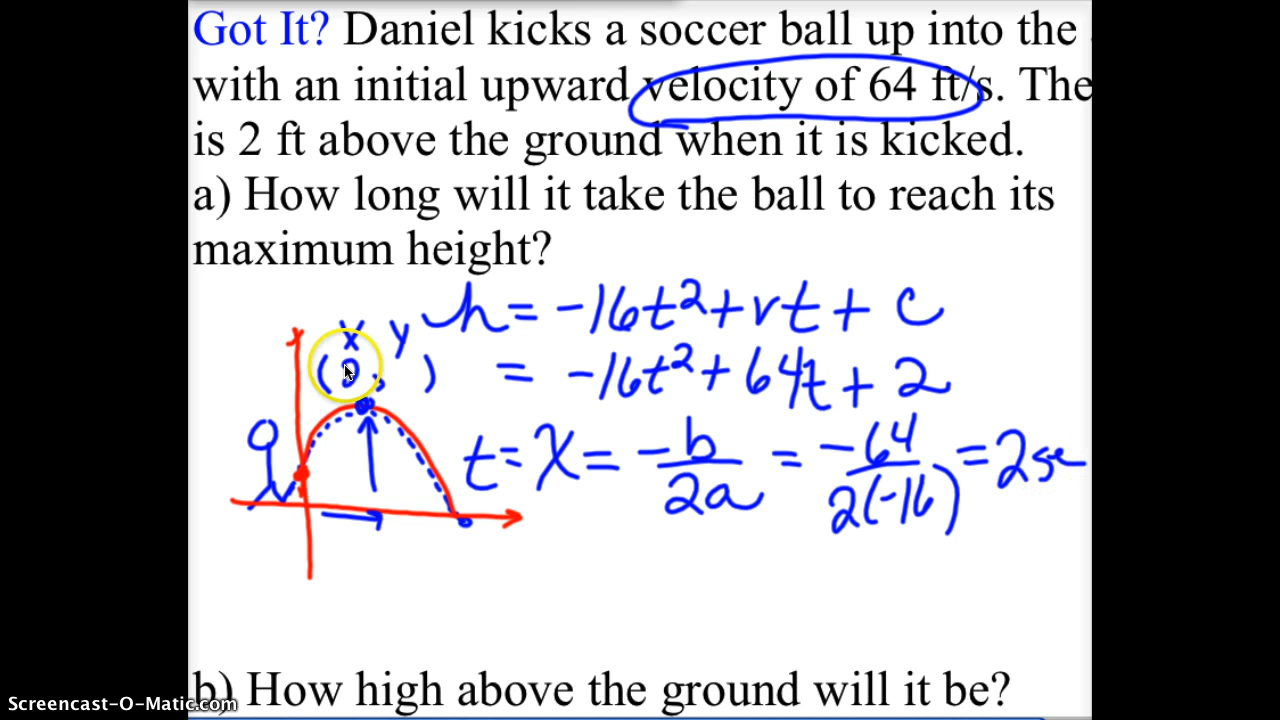 Got It? Daniel kicks a soccer ball up into the
with an initial upward velocity of 64 ft/s. The
is 2 ft above the ground when it is kicked.
a) How long will it take the ball to reach its
maximum height?
h = -16t² + vt + c
x y
( , )
= -16t² + 64t + 2
t = x = -b/2a = -64/2(-16) = 2 se
b) How high above the ground will it be?
Screencast-O-Matic.com